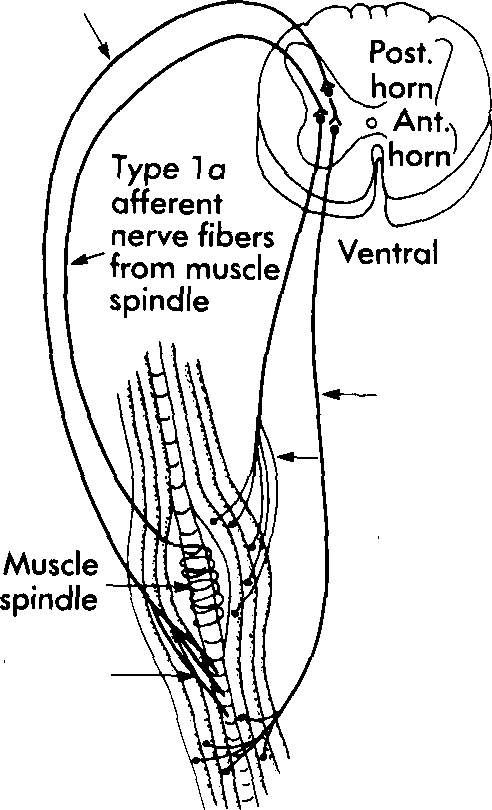 Post.
horn
Ant.
horn
Type 1a
afferent
nerve fibers
from muscle
spindle
Ventral
Muscle
spindle